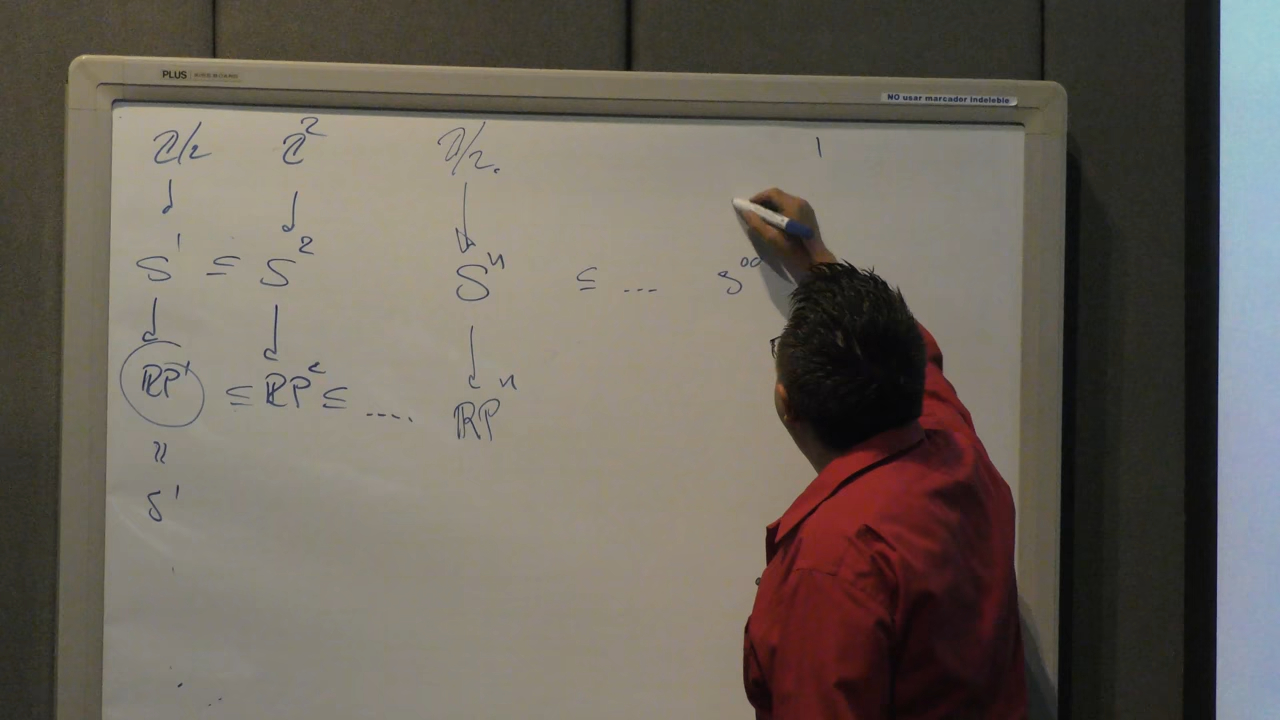 PLUS
NO usar marcador indeleble
ℤ/2 ℤ² ℤ/2.
↓ ↓ ↓
S¹ ⊆ S² Sⁿ ⊆ ... S^∞
↓ ↓ ↓
ℝP¹ ⊆ ℝP² ⊆ .... ℝPⁿ
≈
S¹